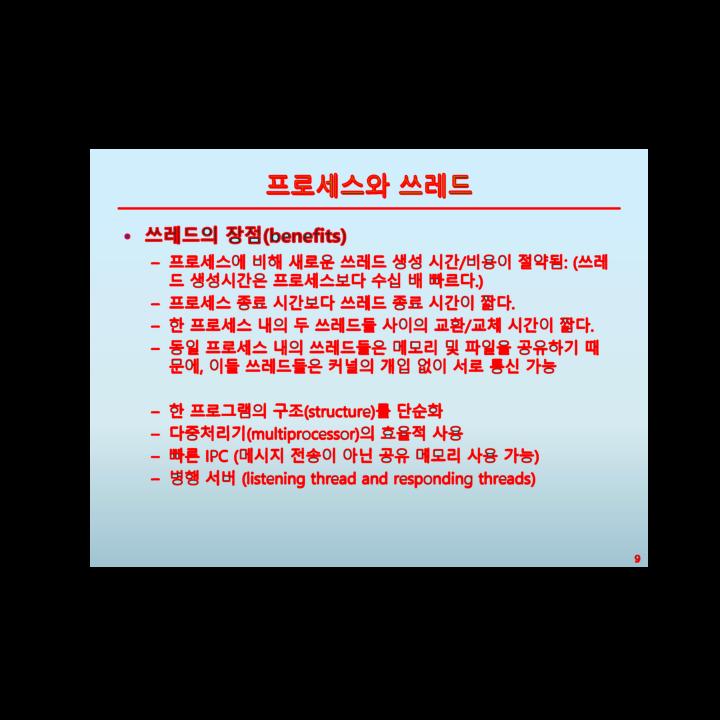 프로세스와 쓰레드
• 쓰레드의 장점(benefits)
– 프로세스에 비해 새로운 쓰레드 생성 시간/비용이 절약됨: (쓰레
드 생성시간은 프로세스보다 수십 배 빠르다.)
– 프로세스 종료 시간보다 쓰레드 종료 시간이 짧다.
– 한 프로세스 내의 두 쓰레드들 사이의 교환/교체 시간이 짧다.
– 동일 프로세스 내의 쓰레드들은 메모리 및 파일을 공유하기 때
문에, 이들 쓰레드들은 커널의 개입 없이 서로 통신 가능
– 한 프로그램의 구조(structure)를 단순화
– 다중처리기(multiprocessor)의 효율적 사용
– 빠른 IPC (메시지 전송이 아닌 공유 메모리 사용 가능)
– 병행 서버 (listening thread and responding threads)
9